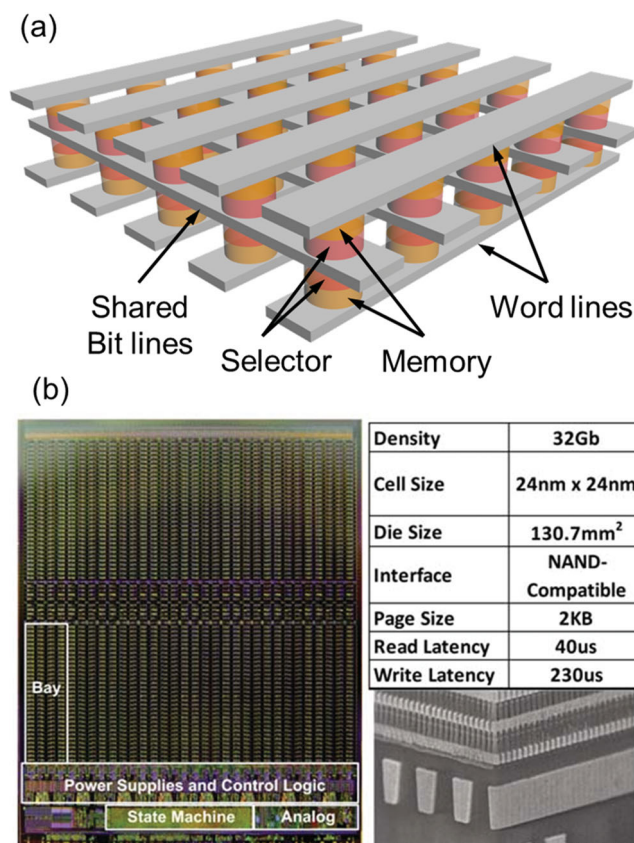 (a)
Shared
Bit lines
Selector
Memory
Word lines
(b)
Bay
Power Supplies and Control Logic
State Machine
Analog
Density 32Gb
Cell Size 24nm x 24nm
Die Size 130.7mm²
Interface NAND-
Compatible
Page Size 2KB
Read Latency 40us
Write Latency 230us